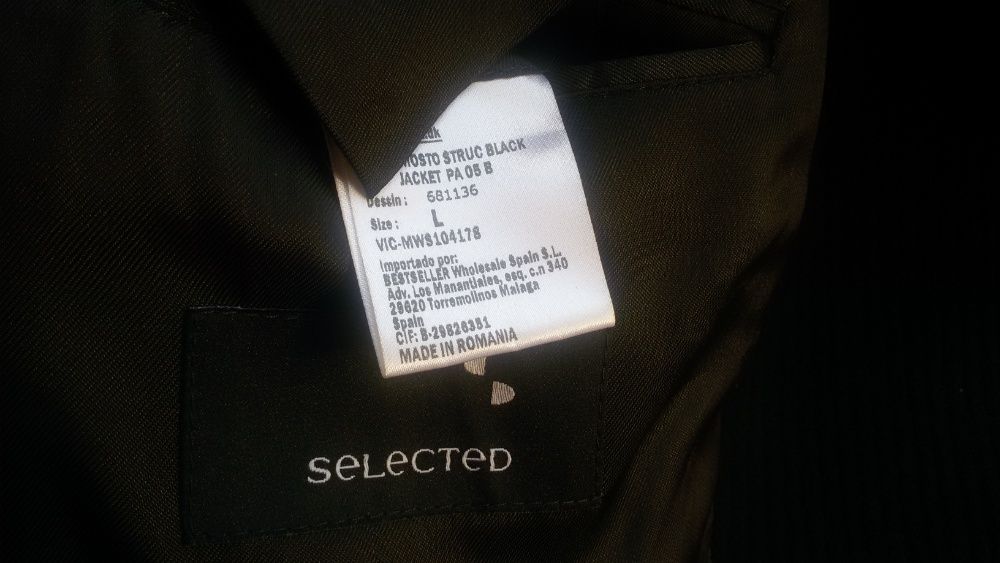 uk
MOSTO STRUC BLACK
JACKET PA 05 B
Dessin: 681136
Size: L
VIC-MWS104178
Importado por:
BESTSELLER Wholesale Spain S.L.
Adv. Los Manantiales, esq. c.n 340
29620 Torremolinos Malaga
Spain
CIF: B-29826351
MADE IN ROMANIA
SELECTED